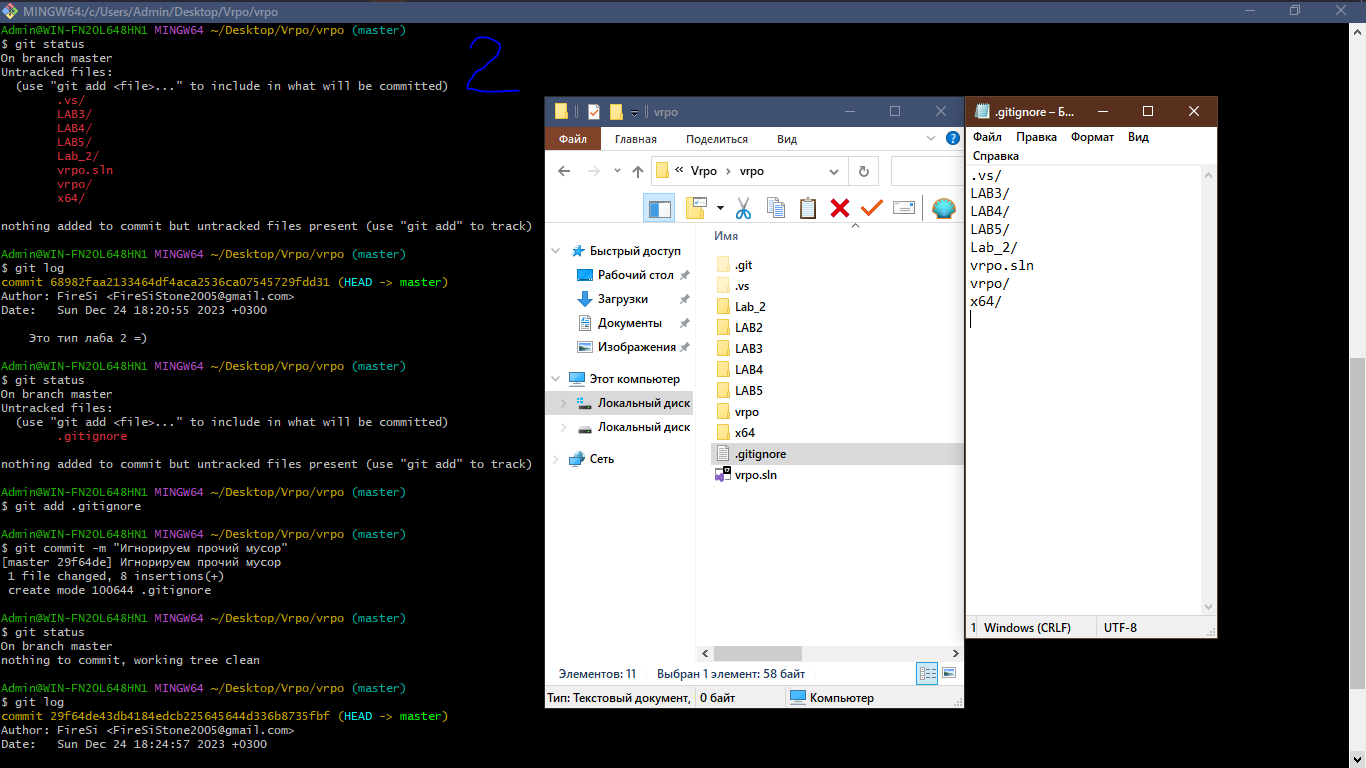 MINGW64:/c/Users/Admin/Desktop/Vrpo/vrpo
Admin@WIN-FN2OL648HN1 MINGW64 ~/Desktop/Vrpo/vrpo (master)
$ git status
On branch master
Untracked files:
(use "git add <file>..." to include in what will be committed)
.vs/
LAB3/
LAB4/
LAB5/
Lab_2/
vrpo.sln
vrpo/
x64/
nothing added to commit but untracked files present (use "git add" to track)
Admin@WIN-FN2OL648HN1 MINGW64 ~/Desktop/Vrpo/vrpo (master)
$ git log
commit 68982faa2133464df4aca2536ca07545729fdd31 (HEAD -> master)
Author: FireSi <FireSiStone2005@gmail.com>
Date:   Sun Dec 24 18:20:55 2023 +0300
Это тип лаба 2 =)
Admin@WIN-FN2OL648HN1 MINGW64 ~/Desktop/Vrpo/vrpo (master)
$ git status
On branch master
Untracked files:
(use "git add <file>..." to include in what will be committed)
.gitignore
nothing added to commit but untracked files present (use "git add" to track)
Admin@WIN-FN2OL648HN1 MINGW64 ~/Desktop/Vrpo/vrpo (master)
$ git add .gitignore
Admin@WIN-FN2OL648HN1 MINGW64 ~/Desktop/Vrpo/vrpo (master)
$ git commit -m "Игнорируем прочий мусор"
[master 29f64de] Игнорируем прочий мусор
1 file changed, 8 insertions(+)
create mode 100644 .gitignore
Admin@WIN-FN2OL648HN1 MINGW64 ~/Desktop/Vrpo/vrpo (master)
$ git status
On branch master
nothing to commit, working tree clean
Admin@WIN-FN2OL648HN1 MINGW64 ~/Desktop/Vrpo/vrpo (master)
$ git log
commit 29f64de43db4184edcb225645644d336b8735fbf (HEAD -> master)
Author: FireSi <FireSiStone2005@gmail.com>
Date:   Sun Dec 24 18:24:57 2023 +0300
2
vrpo
Файл Главная Поделиться Вид
« Vrpo › vrpo
Быстрый доступ
Рабочий стол
Загрузки
Документы
Изображения
Этот компьютер
Локальный диск
Локальный диск
Сеть
Имя
.git
.vs
Lab_2
LAB2
LAB3
LAB4
LAB5
vrpo
x64
.gitignore
vrpo.sln
Элементов: 11 Выбран 1 элемент: 58 байт
Тип: Текстовый документ, 0 байт Компьютер
.gitignore – Б...
Файл Правка Формат Вид
Справка
.vs/
LAB3/
LAB4/
LAB5/
Lab_2/
vrpo.sln
vrpo/
x64/
1 Windows (CRLF) UTF-8